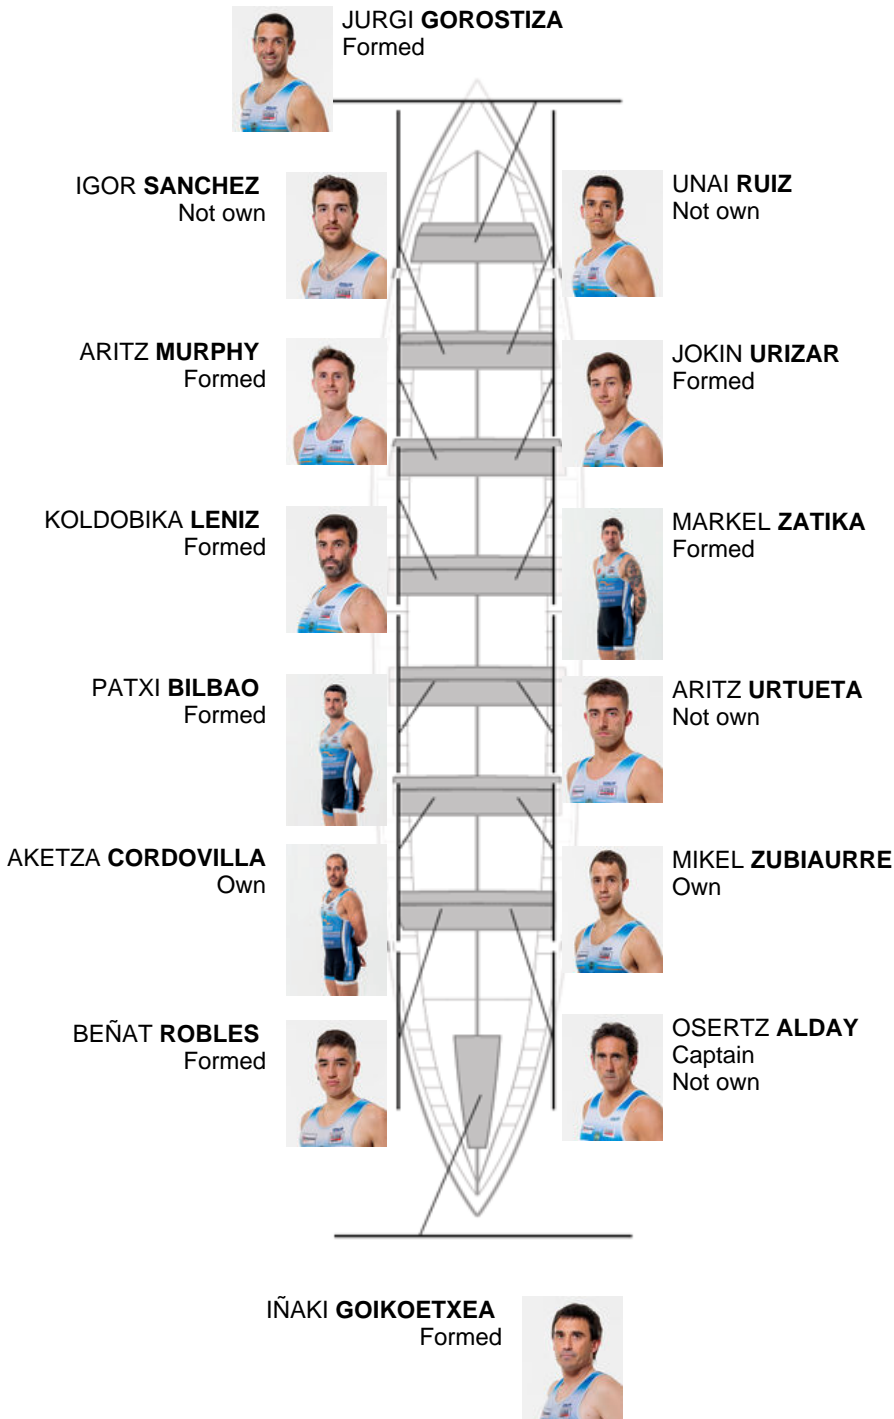 JURGI GOROSTIZA
Formed
IGOR SANCHEZ
Not own
UNAI RUIZ
Not own
ARITZ MURPHY
Formed
JOKIN URIZAR
Formed
KOLDOBIKA LENIZ
Formed
MARKEL ZATIKA
Formed
PATXI BILBAO
Formed
ARITZ URTUETA
Not own
AKETZA CORDOVILLA
Own
MIKEL ZUBIAURRE
Own
BEÑAT ROBLES
Formed
OSERTZ ALDAY
Captain
Not own
IÑAKI GOIKOETXEA
Formed